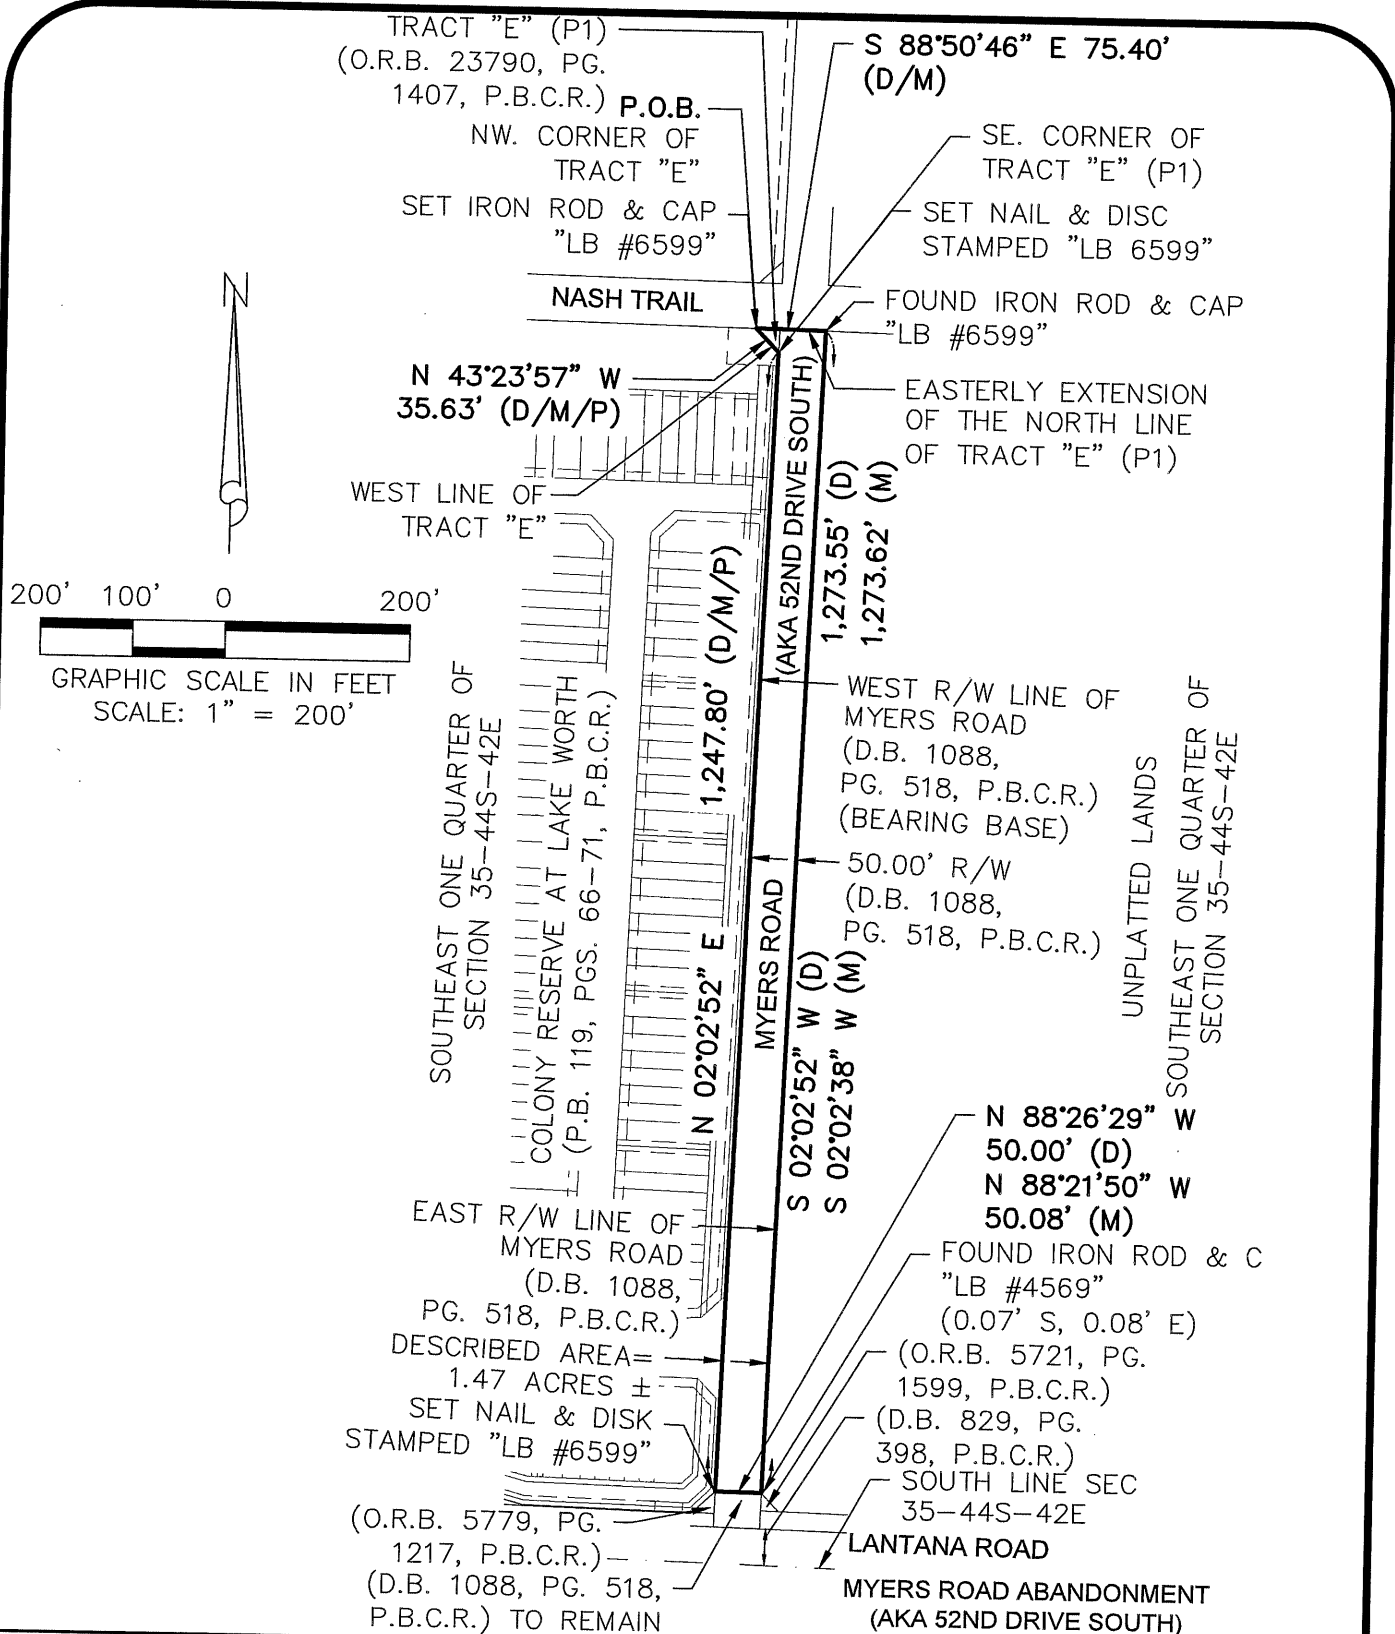 TRACT "E" (P1)
(O.R.B. 23790, PG.
1407, P.B.C.R.)
P.O.B.
NW. CORNER OF
TRACT "E"
SET IRON ROD & CAP
"LB #6599"
S 88°50'46" E 75.40'
(D/M)
SE. CORNER OF
TRACT "E" (P1)
SET NAIL & DISC
STAMPED "LB 6599"
FOUND IRON ROD & CAP
"LB #6599"
EASTERLY EXTENSION
OF THE NORTH LINE
OF TRACT "E" (P1)
N
NASH TRAIL
N 43°23'57" W
35.63' (D/M/P)
WEST LINE OF
TRACT "E"
200' 100' 0 200'
GRAPHIC SCALE IN FEET
SCALE: 1" = 200'
(AKA 52ND DRIVE SOUTH)
1,273.55' (D)
1,273.62' (M)
1,247.80' (D/M/P)
N 02°02'52" E
SOUTHEAST ONE QUARTER OF
SECTION 35-44S-42E
COLONY RESERVE AT LAKE WORTH
(P.B. 119, PGS. 66-71, P.B.C.R.)
WEST R/W LINE OF
MYERS ROAD
(D.B. 1088,
PG. 518, P.B.C.R.)
(BEARING BASE)
50.00' R/W
(D.B. 1088,
PG. 518, P.B.C.R.)
UNPLATTED LANDS
SOUTHEAST ONE QUARTER OF
SECTION 35-44S-42E
MYERS ROAD
S 02°02'52" W (D)
S 02°02'38" W (M)
N 88°26'29" W
50.00' (D)
N 88°21'50" W
50.08' (M)
EAST R/W LINE OF
MYERS ROAD
(D.B. 1088,
PG. 518, P.B.C.R.)
FOUND IRON ROD & C
"LB #4569"
(0.07' S, 0.08' E)
DESCRIBED AREA=
1.47 ACRES ±
(O.R.B. 5721, PG.
1599, P.B.C.R.)
SET NAIL & DISK
STAMPED "LB #6599"
(D.B. 829, PG.
398, P.B.C.R.)
SOUTH LINE SEC
35-44S-42E
(O.R.B. 5779, PG.
1217, P.B.C.R.)
(D.B. 1088, PG. 518,
P.B.C.R.) TO REMAIN
LANTANA ROAD
MYERS ROAD ABANDONMENT
(AKA 52ND DRIVE SOUTH)